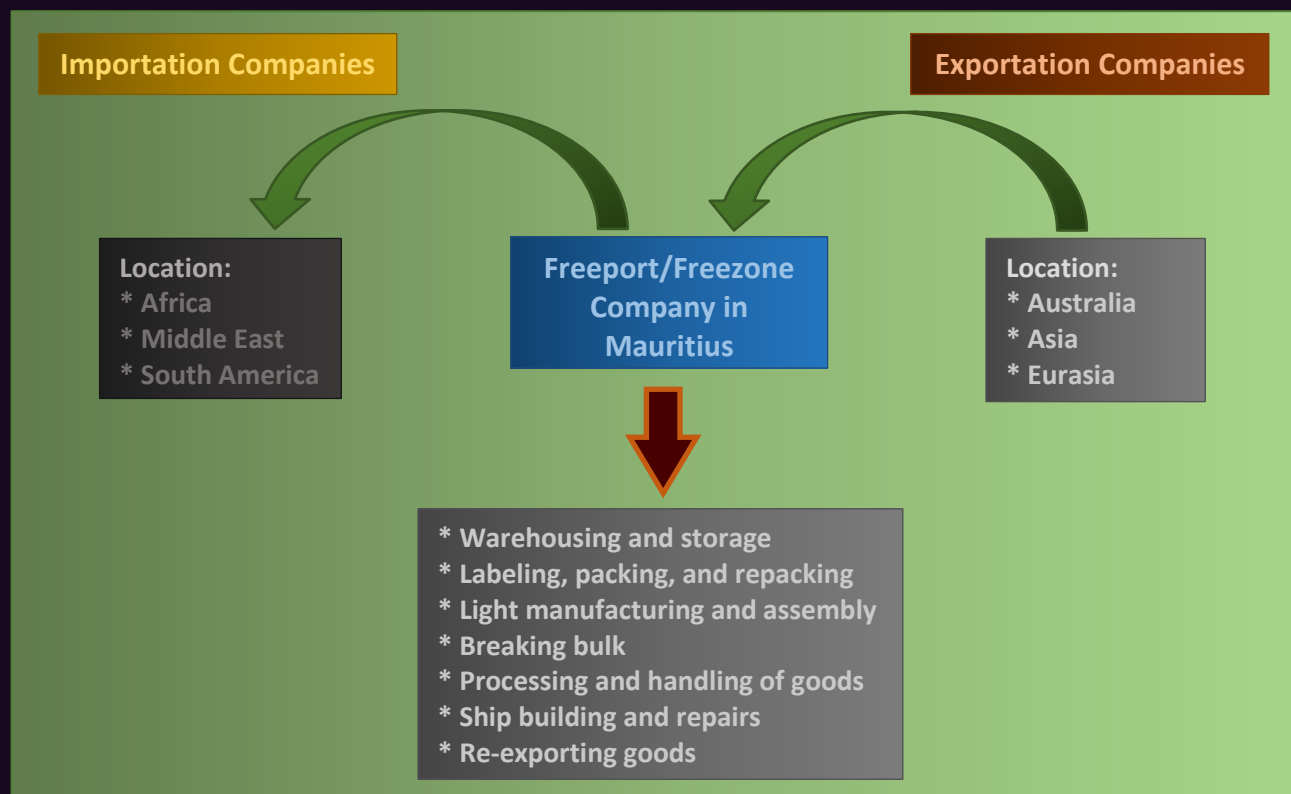 Importation Companies
Exportation Companies
Location:
* Africa
* Middle East
* South America
Freeport/Freezone
Company in
Mauritius
Location:
* Australia
* Asia
* Eurasia
* Warehousing and storage
* Labeling, packing, and repacking
* Light manufacturing and assembly
* Breaking bulk
* Processing and handling of goods
* Ship building and repairs
* Re-exporting goods